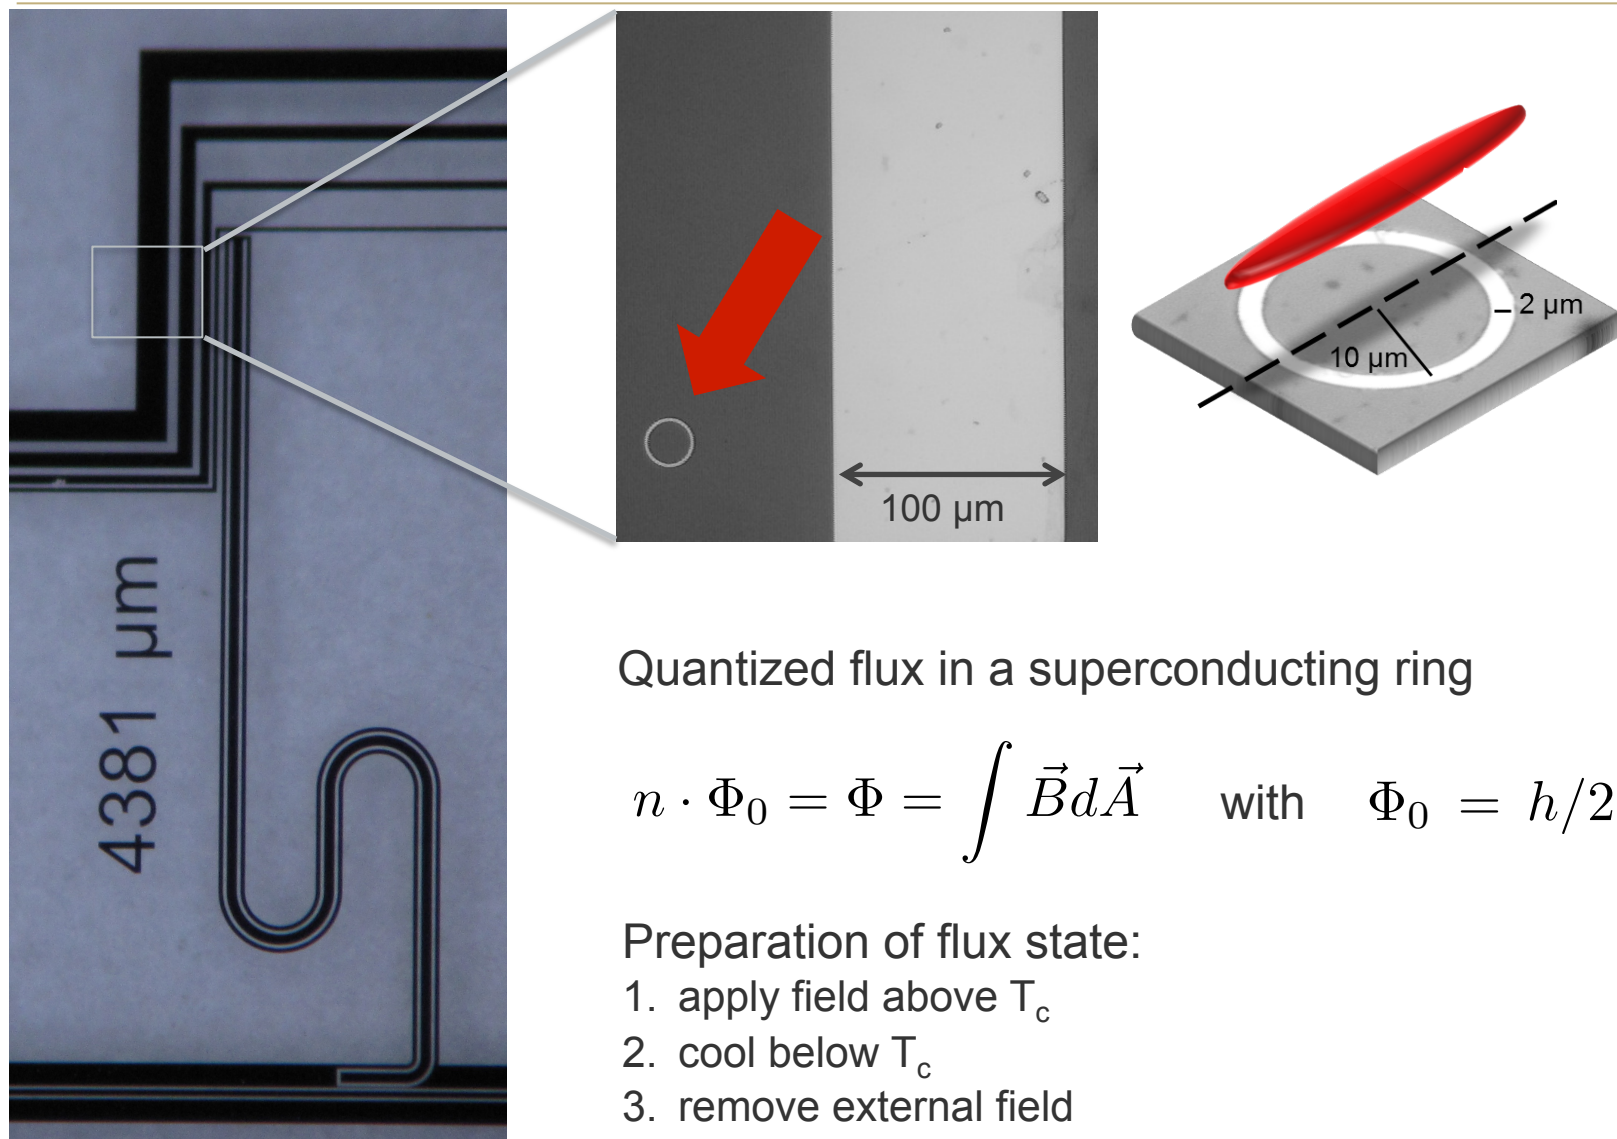 4381 µm
100 µm
2 µm
10 µm
Quantized flux in a superconducting ring
n · Φ₀ = Φ = ∫ B⃗dA⃗ with Φ₀ = h/2
Preparation of flux state:
1. apply field above Tc
2. cool below Tc
3. remove external field